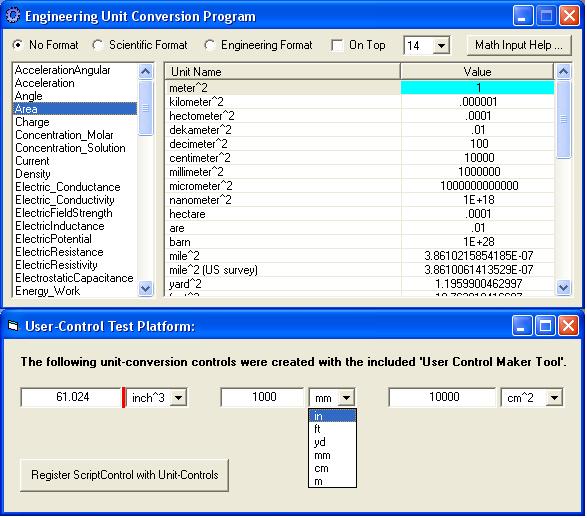 Engineering Unit Conversion Program
No Format Scientific Format Engineering Format On Top 14 Math Input Help ...
AccelerationAngular
Acceleration
Angle
Area
Charge
Concentration_Molar
Concentration_Solution
Current
Density
Electric_Conductance
Electric_Conductivity
ElectricFieldStrength
ElectricInductance
ElectricPotential
ElectricResistance
ElectricResistivity
ElectrostaticCapacitance
Energy_Work
Unit Name Value
meter^2 1
kilometer^2 .000001
hectometer^2 .0001
dekameter^2 .01
decimeter^2 100
centimeter^2 10000
millimeter^2 1000000
micrometer^2 1000000000000
nanometer^2 1E+18
hectare .0001
are .01
barn 1E+28
mile^2 3.8610215854185E-07
mile^2 (US survey) 3.8610061413529E-07
yard^2 1.1959900462997
User-Control Test Platform:
The following unit-conversion controls were created with the included 'User Control Maker Tool'.
61.024 inch^3 1000 mm 10000 cm^2
in
ft
yd
mm
cm
m
Register ScriptControl with Unit-Controls